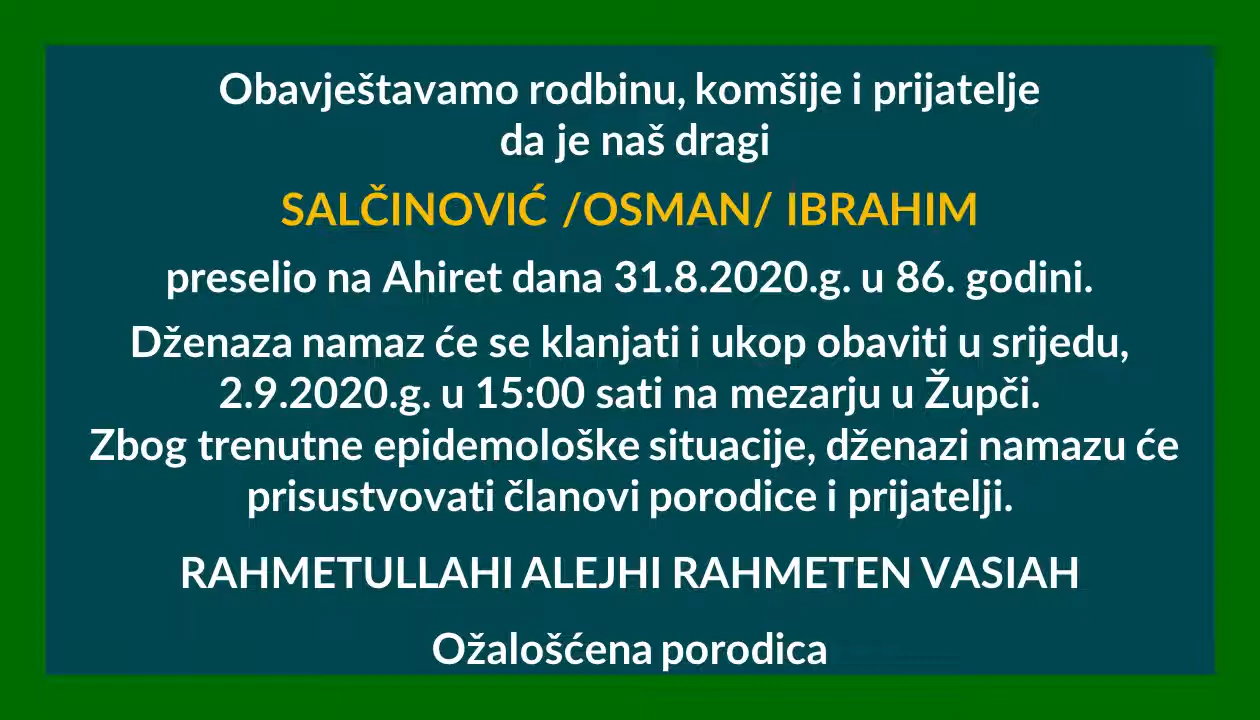 Obavještavamo rodbinu, komšije i prijatelje
da je naš dragi
SALČINOVIĆ /OSMAN/ IBRAHIM
preselio na Ahiret dana 31.8.2020.g. u 86. godini.
Dženaza namaz će se klanjati i ukop obaviti u srijedu,
2.9.2020.g. u 15:00 sati na mezarju u Župči.
Zbog trenutne epidemološke situacije, dženazi namazu će
prisustvovati članovi porodice i prijatelji.
RAHMETULLAHI ALEJHI RAHMETEN VASIAH
Ožalošćena porodica